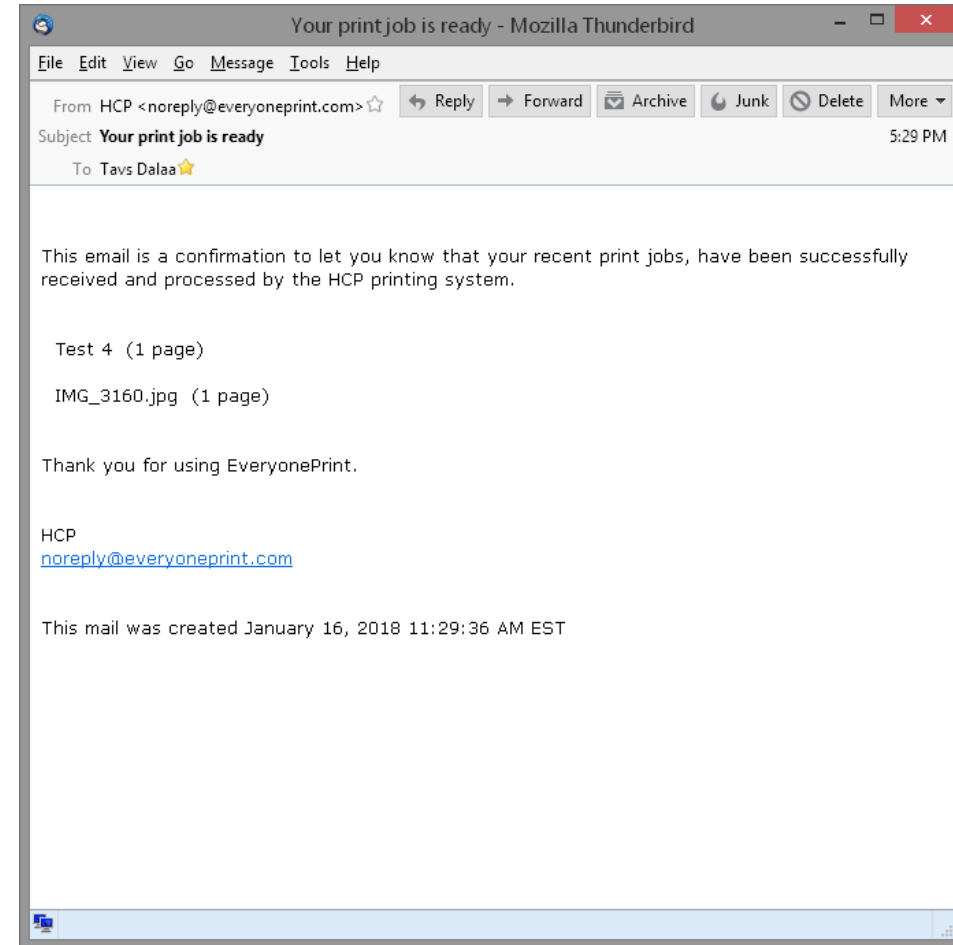 Your print job is ready - Mozilla Thunderbird
File Edit View Go Message Tools Help
From HCP <noreply@everyoneprint.com> Reply Forward Archive Junk Delete More
Subject Your print job is ready 5:29 PM
To Tavs Dalaa
This email is a confirmation to let you know that your recent print jobs, have been successfully
received and processed by the HCP printing system.
Test 4 (1 page)
IMG_3160.jpg (1 page)
Thank you for using EveryonePrint.
HCP
noreply@everyoneprint.com
This mail was created January 16, 2018 11:29:36 AM EST